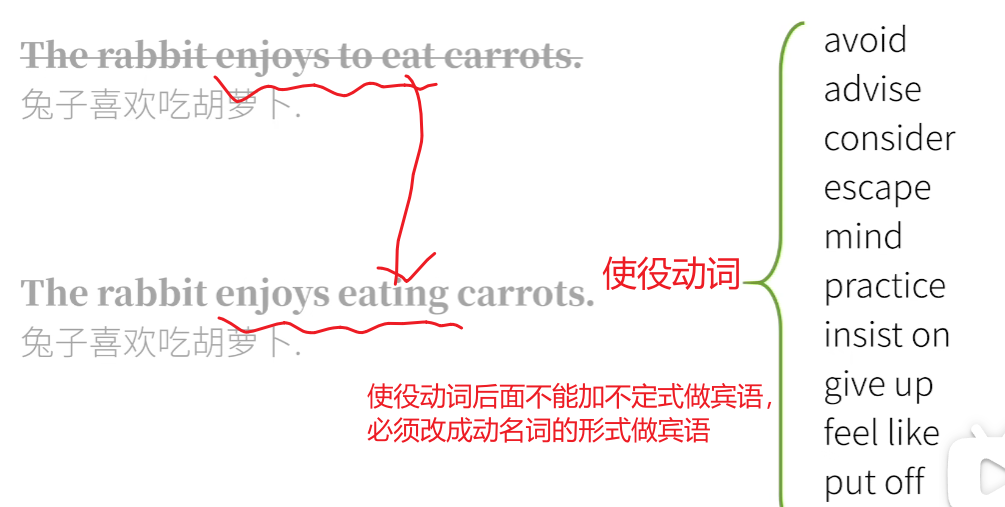 The rabbit enjoys to eat carrots.
兔子喜欢吃胡萝卜.
The rabbit enjoys eating carrots.
兔子喜欢吃胡萝卜.
使役动词后面不能加不定式做宾语，
必须改成动名词的形式做宾语
使役动词
avoid
advise
consider
escape
mind
practice
insist on
give up
feel like
put off